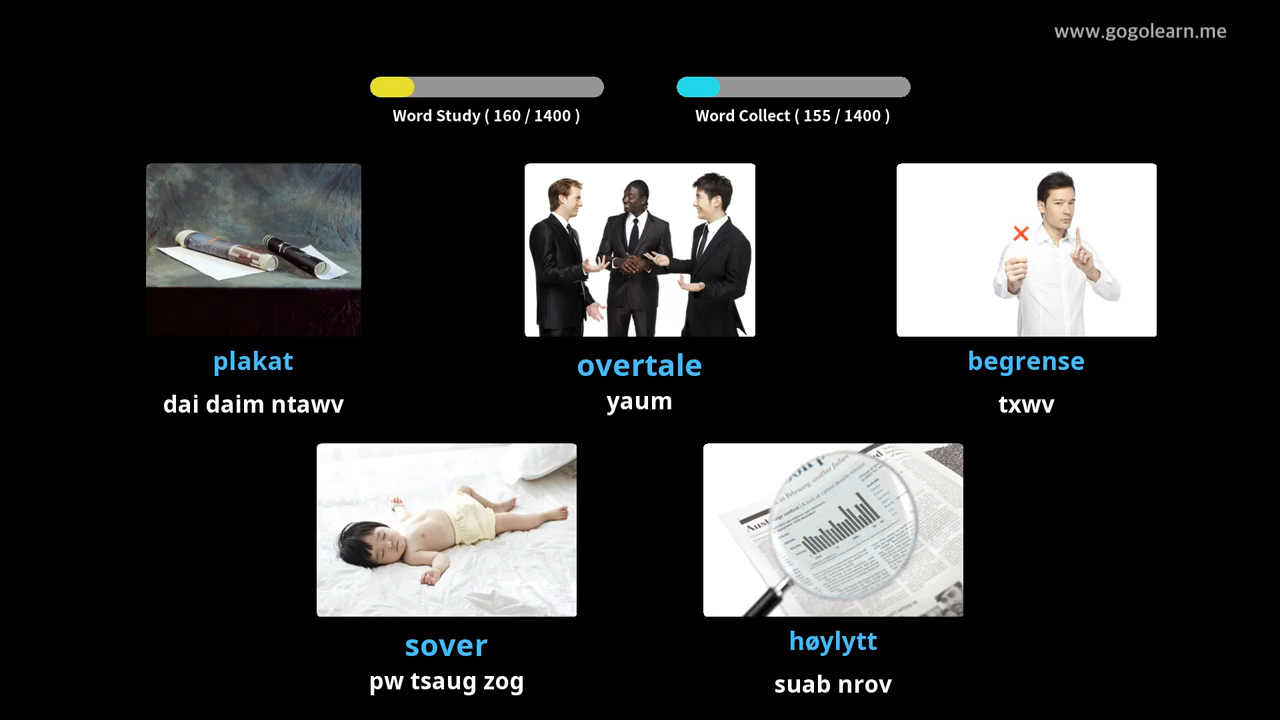 www.gogolearn.me
Word Study ( 160 / 1400 )
Word Collect ( 155 / 1400 )
plakat
dai daim ntawv
overtale
yaum
begrense
txwv
sover
pw tsaug zog
høylytt
suab nrov